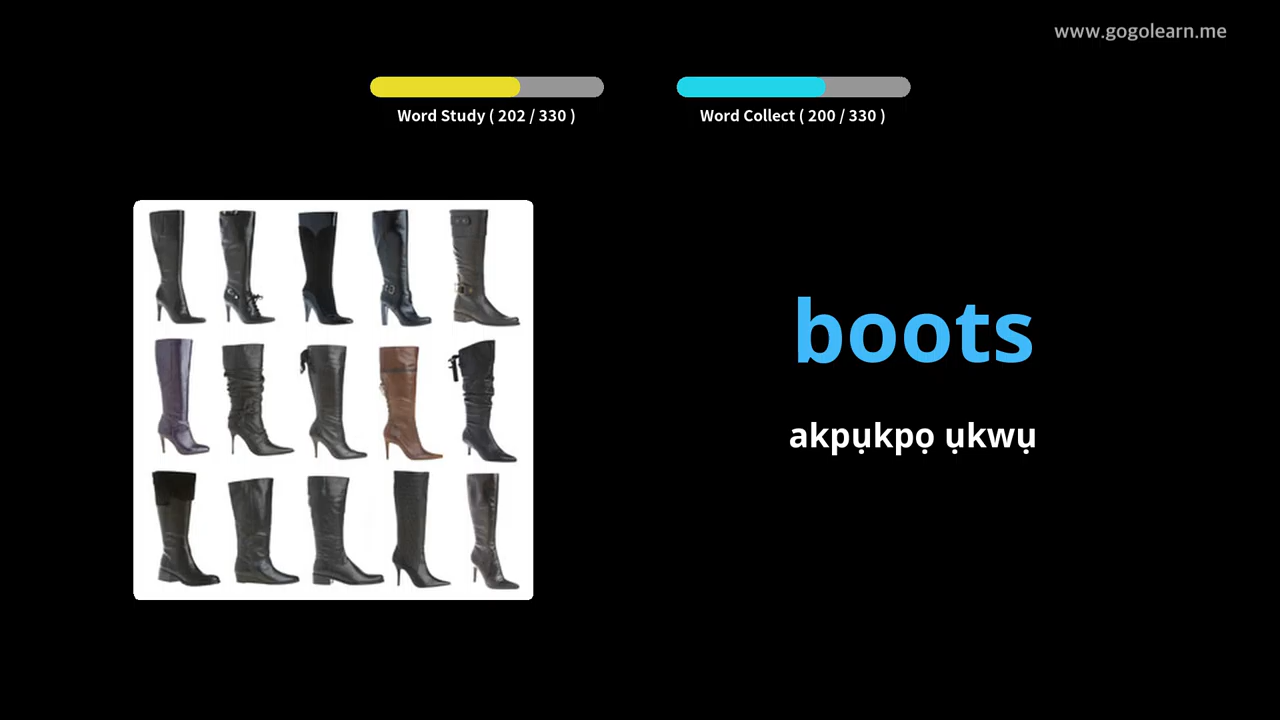 www.gogolearn.me
Word Study ( 202 / 330 )
Word Collect ( 200 / 330 )
boots
akpụkpọ ụkwụ